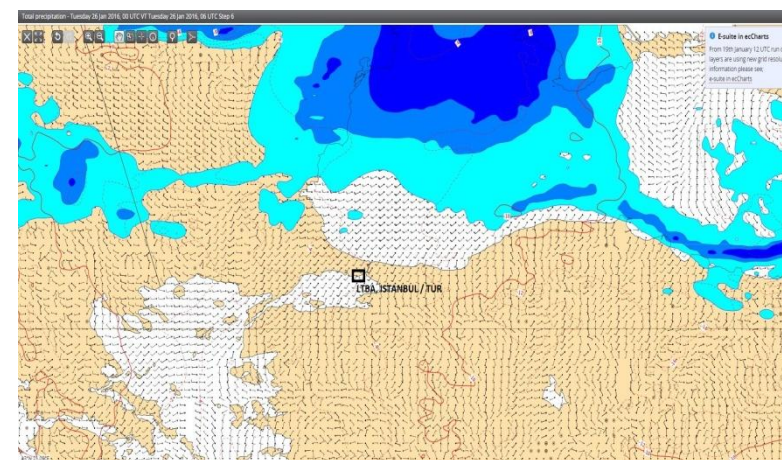 Total precipitation - Tuesday 26 Jan 2016, 00 UTC VT Tuesday 26 Jan 2016, 06 UTC Step 6
E-suite in ecCharts
From 19th January 12 UTC run
layers are using new grid
information please see:
e-suite in ecCharts
LTBA, ISTANBUL / TUR